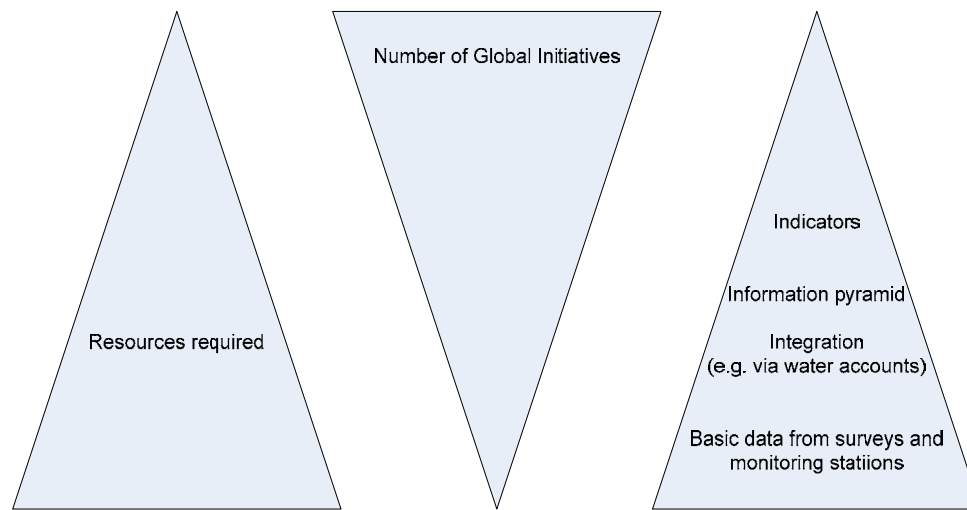 Resources required
Number of Global Initiatives
Indicators
Information pyramid
Integration
(e.g. via water accounts)
Basic data from surveys and
monitoring statiions